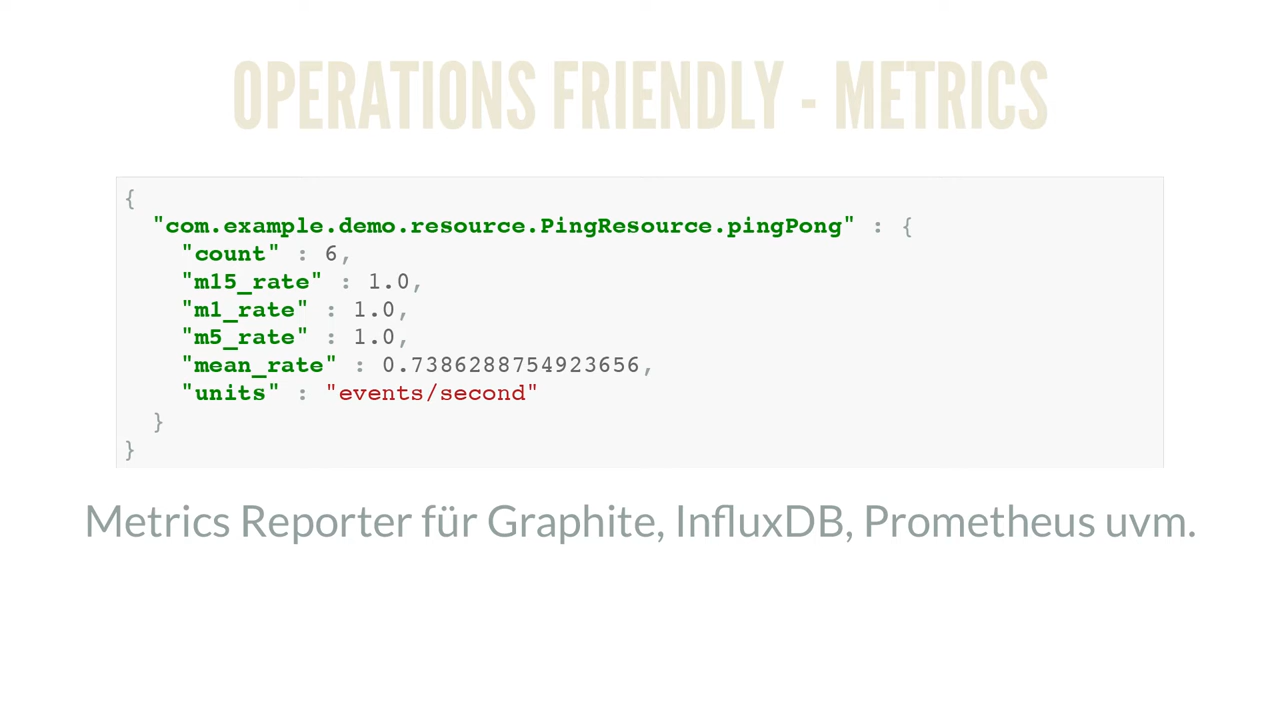 OPERATIONS FRIENDLY - METRICS
{
  "com.example.demo.resource.PingResource.pingPong" : {
    "count" : 6,
    "m15_rate" : 1.0,
    "m1_rate" : 1.0,
    "m5_rate" : 1.0,
    "mean_rate" : 0.7386288754923656,
    "units" : "events/second"
  }
}
Metrics Reporter für Graphite, InfluxDB, Prometheus uvm.